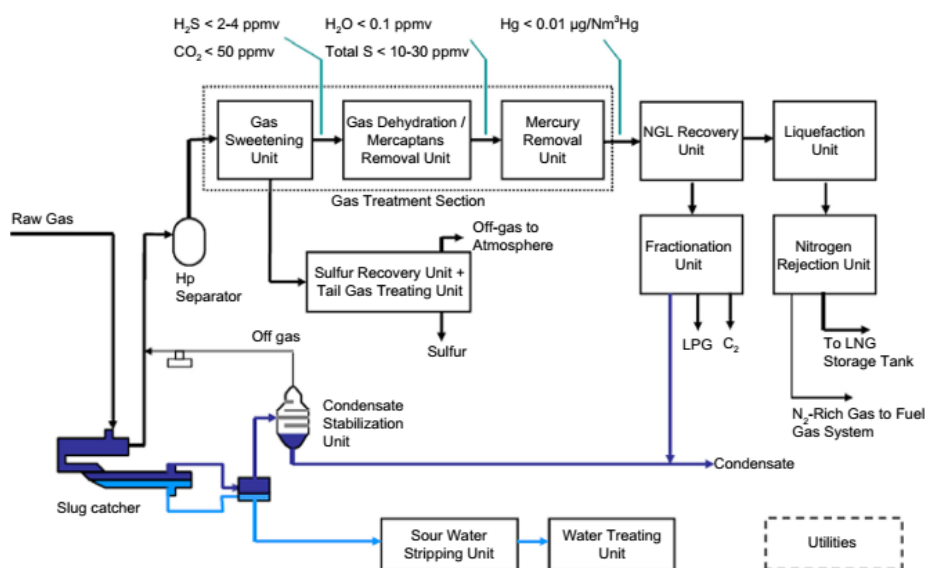 H₂S < 2-4 ppmv
CO₂ < 50 ppmv
H₂O < 0.1 ppmv
Total S < 10-30 ppmv
Hg < 0.01 µg/Nm³Hg
Gas
Sweetening
Unit
Gas Dehydration /
Mercaptans
Removal Unit
Mercury
Removal
Unit
NGL Recovery
Unit
Liquefaction
Unit
Gas Treatment Section
Raw Gas
Hp
Separator
Off-gas to
Atmosphere
Sulfur Recovery Unit +
Tail Gas Treating Unit
Sulfur
Fractionation
Unit
Nitrogen
Rejection Unit
LPG
C₂
To LNG
Storage Tank
N₂-Rich Gas to Fuel
Gas System
Off gas
Condensate
Stabilization
Unit
Condensate
Slug catcher
Sour Water
Stripping Unit
Water Treating
Unit
Utilities